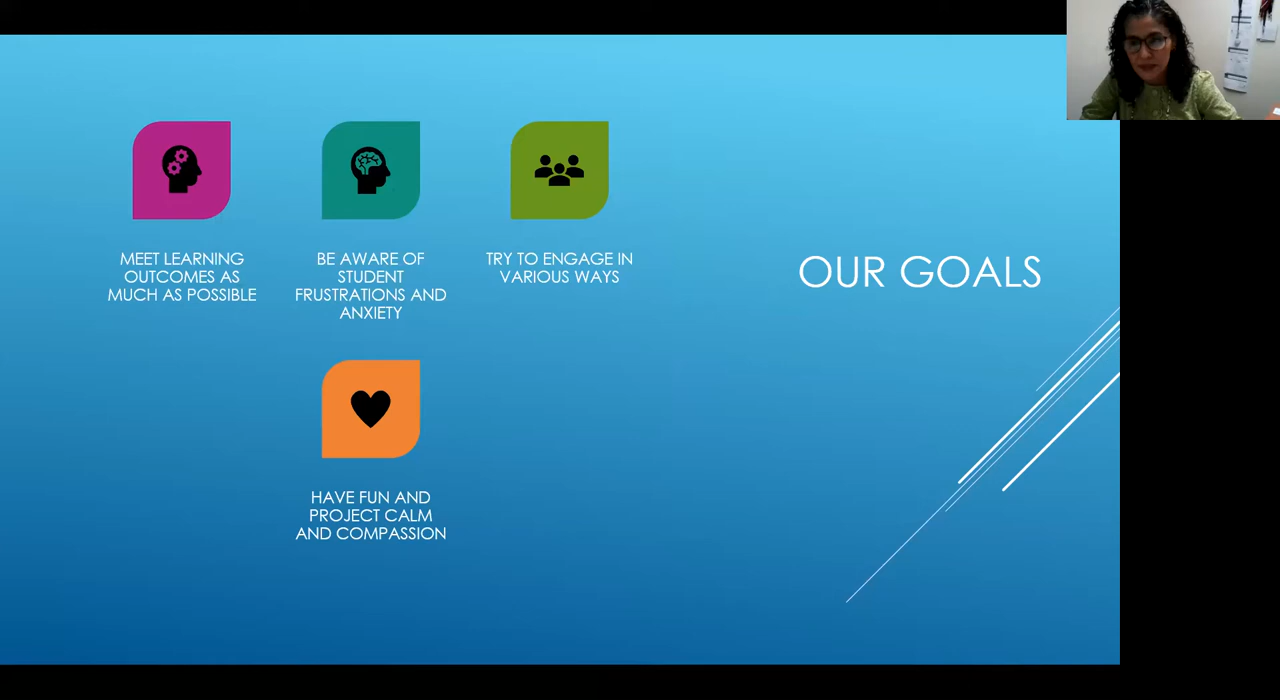 MEET LEARNING
OUTCOMES AS
MUCH AS POSSIBLE
BE AWARE OF
STUDENT
FRUSTRATIONS AND
ANXIETY
TRY TO ENGAGE IN
VARIOUS WAYS
HAVE FUN AND
PROJECT CALM
AND COMPASSION
OUR GOALS